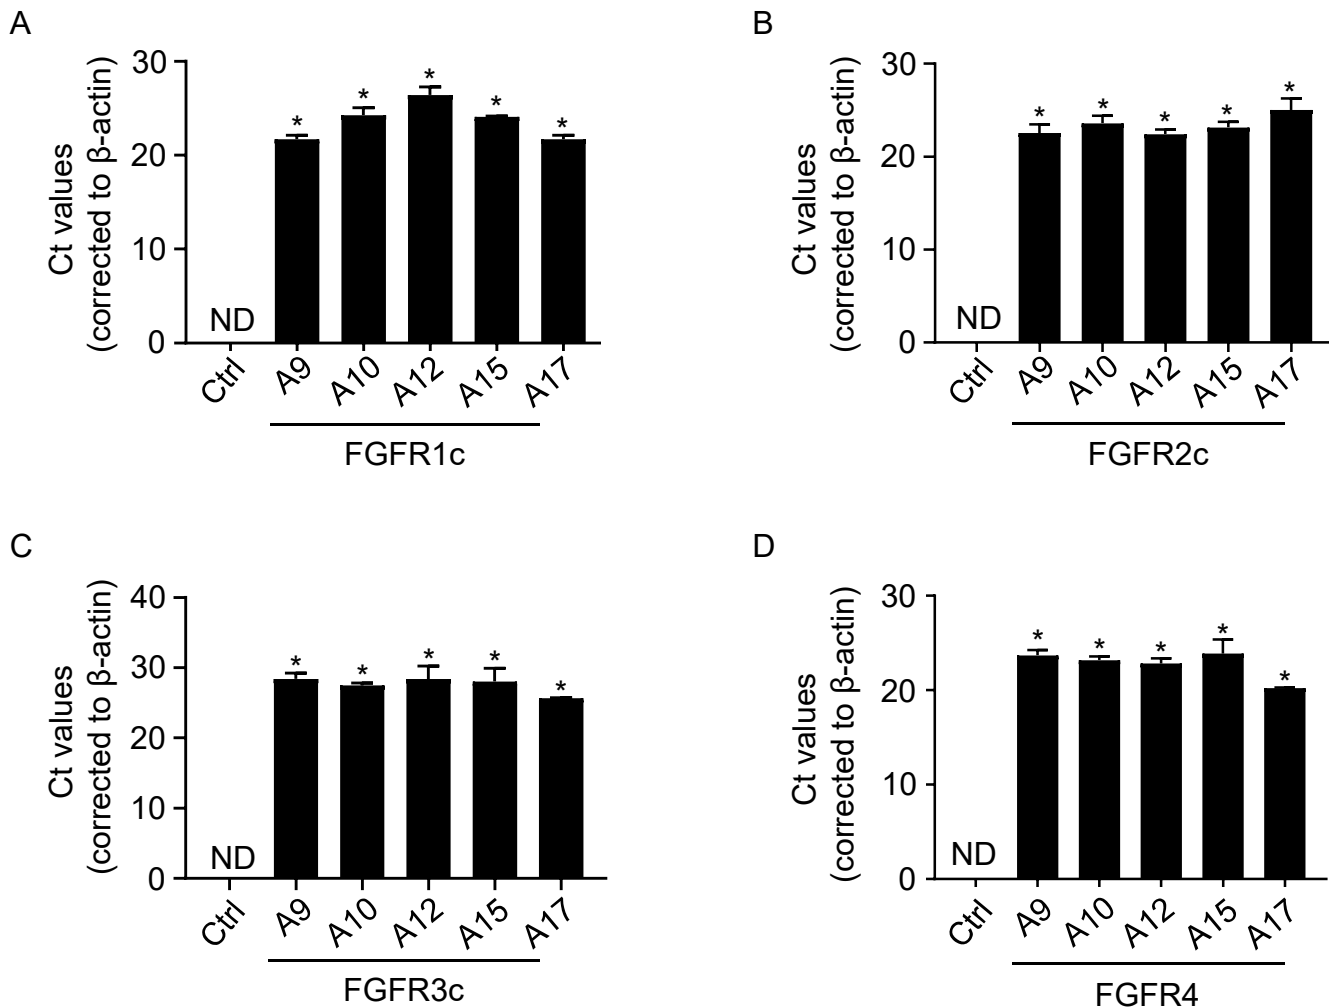 A
Ct values
(corrected to β-actin)
30
20
10
0
ND
* * * * *
Ctrl A9 A10 A12 A15 A17
FGFR1c
B
Ct values
(corrected to β-actin)
30
20
10
0
ND
* * * * *
Ctrl A9 A10 A12 A15 A17
FGFR2c
C
Ct values
(corrected to β-actin)
40
30
20
10
0
ND
* * * * *
Ctrl A9 A10 A12 A15 A17
FGFR3c
D
Ct values
(corrected to β-actin)
30
20
10
0
ND
* * * * *
Ctrl A9 A10 A12 A15 A17
FGFR4